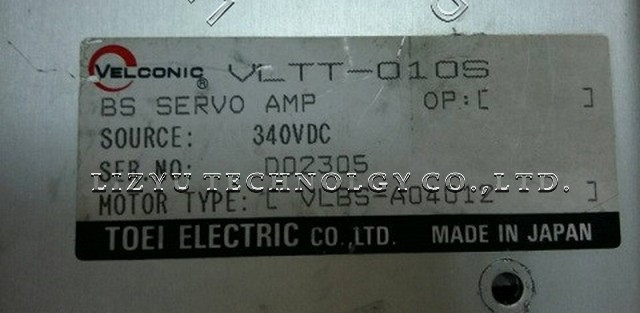 VELCONIC® VLTT-010S
BS SERVO AMP OP:[ ]
SOURCE: 340VDC
SER.NO: D02305
LIZYU TECHNOLGY CO.,LTD.
MOTOR TYPE: [ VLBS-A04012 ]
TOEI ELECTRIC CO.,LTD. MADE IN JAPAN